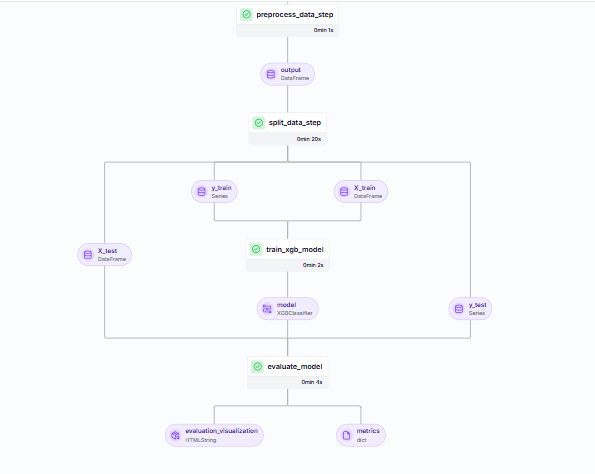 preprocess_data_step
0min 1s
output
DataFrame
split_data_step
0min 20s
y_train
Series
X_train
DataFrame
X_test
DataFrame
train_xgb_model
0min 2s
model
XGBClassifier
y_test
Series
evaluate_model
0min 4s
evaluation_visualization
HTMLString
metrics
dict